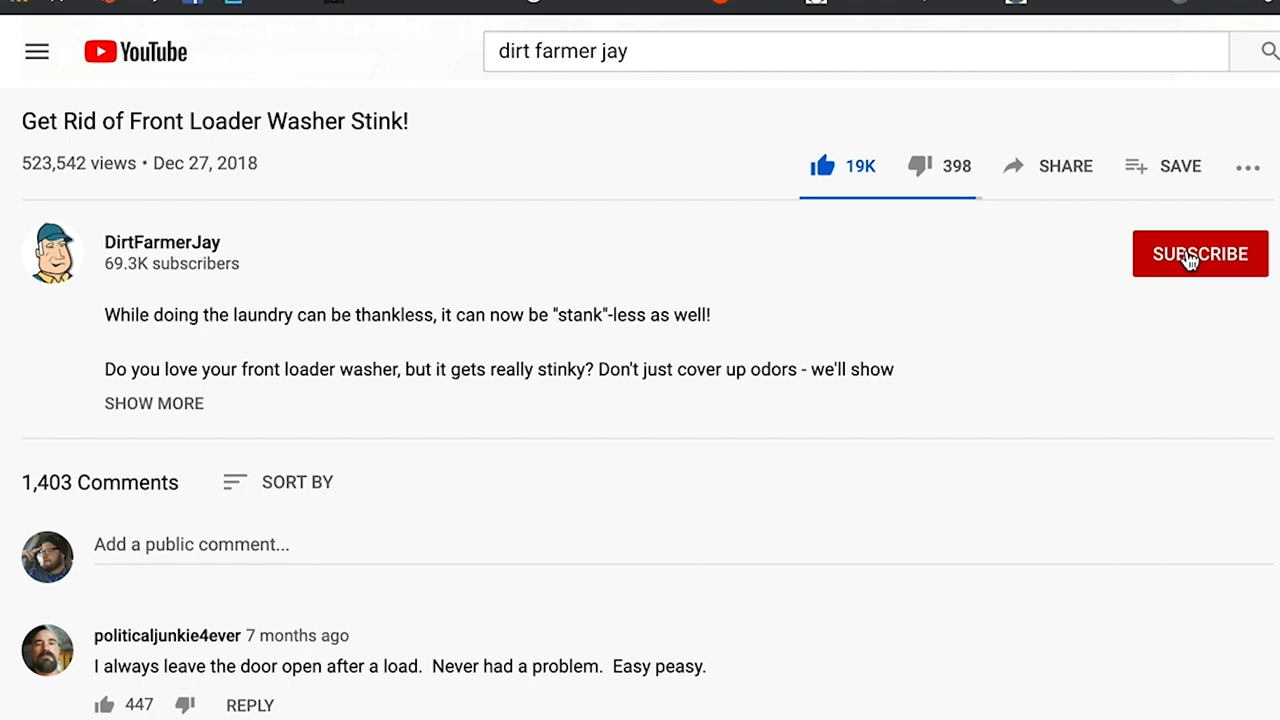 YouTube
dirt farmer jay
Get Rid of Front Loader Washer Stink!
523,542 views • Dec 27, 2018
19K 398 SHARE SAVE
DirtFarmerJay
69.3K subscribers
SUBSCRIBE
While doing the laundry can be thankless, it can now be "stank"-less as well!
Do you love your front loader washer, but it gets really stinky? Don't just cover up odors - we'll show
SHOW MORE
1,403 Comments SORT BY
Add a public comment...
politicaljunkie4ever 7 months ago
I always leave the door open after a load. Never had a problem. Easy peasy.
447 REPLY